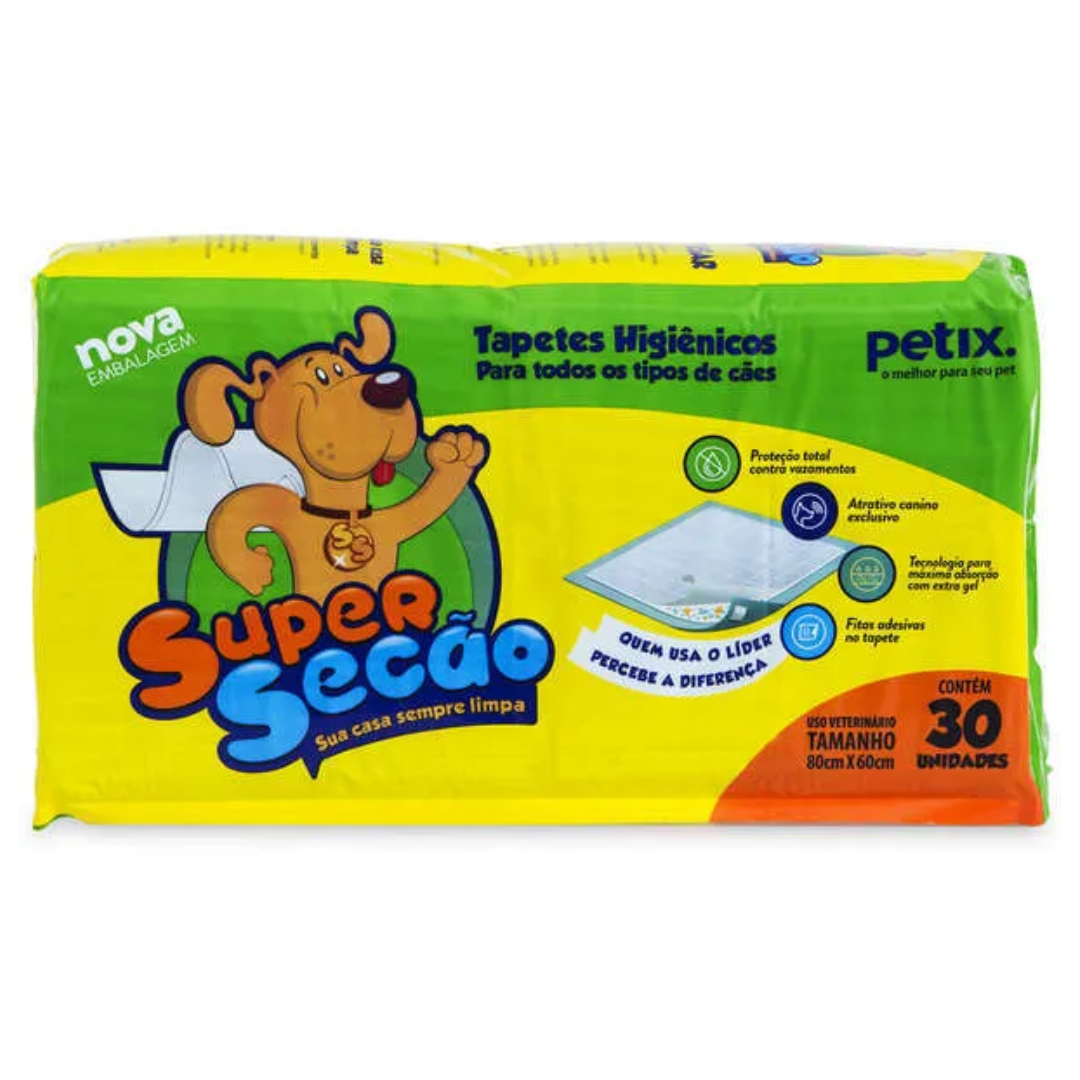 nova
EMBALAGEM
Tapetes Higiênicos
Para todos os tipos de cães
petix.
o melhor para seu pet
Proteção total
contra vazamentos
Atrativo canino
exclusivo
Tecnologia para
máxima absorção
com extra gel
Fitas adesivas
no tapete
SS
X
Super
Secão
Sua casa sempre limpa
QUEM USA O LÍDER
PERCEBE A DIFERENÇA
USO VETERINÁRIO
TAMANHO
80cm X 60cm
CONTÉM
30
UNIDADES